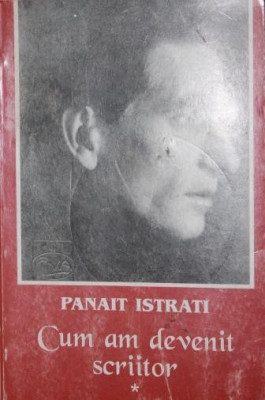 PANAIT ISTRATI
Cum am devenit
scriitor
*